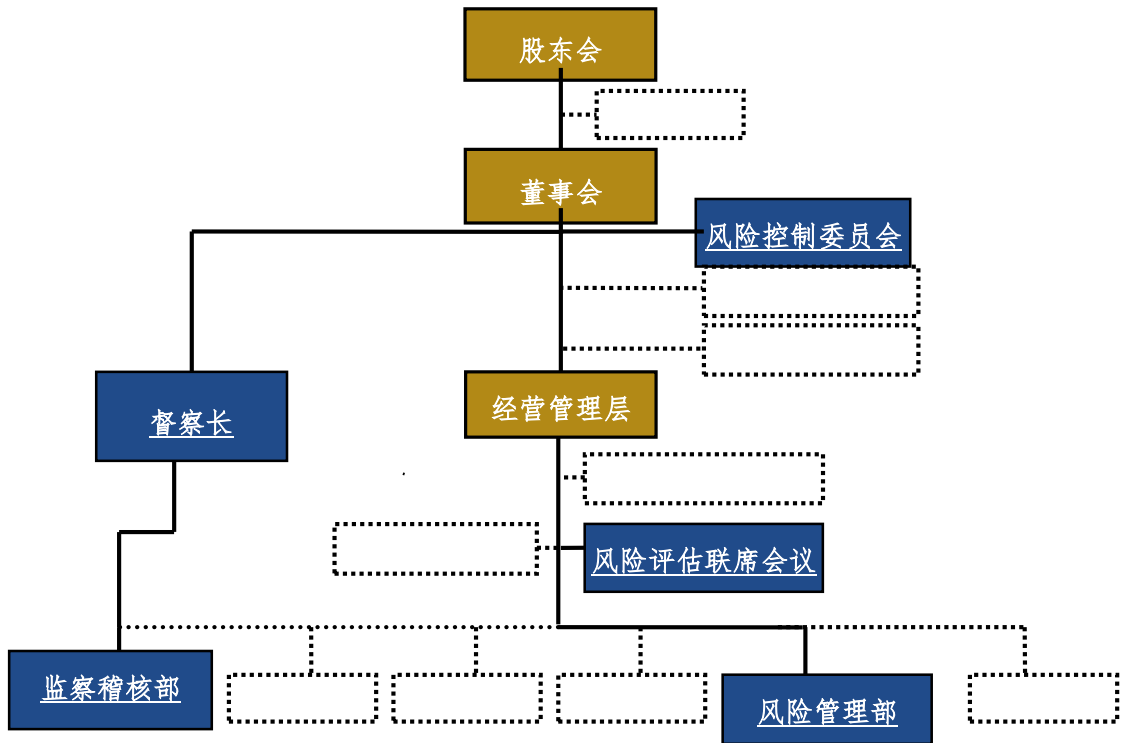 股东会
董事会
风险控制委员会
经营管理层
督察长
风险评估联席会议
监察稽核部
风险管理部